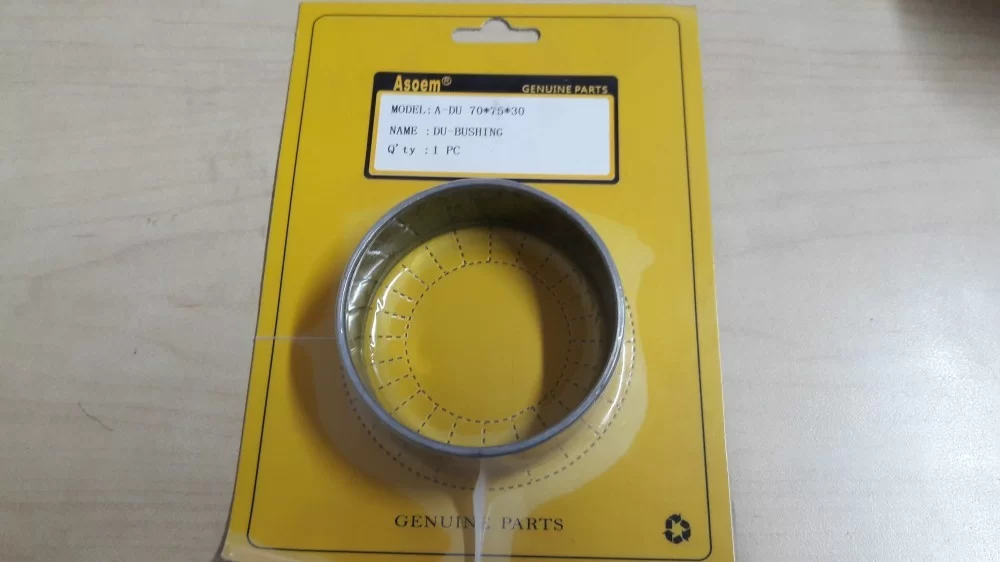 Asoem® GENUINE PARTS
MODEL:A-DU 70*75*30
NAME :DU-BUSHING
Q'ty :1 PC
GENUINE PARTS